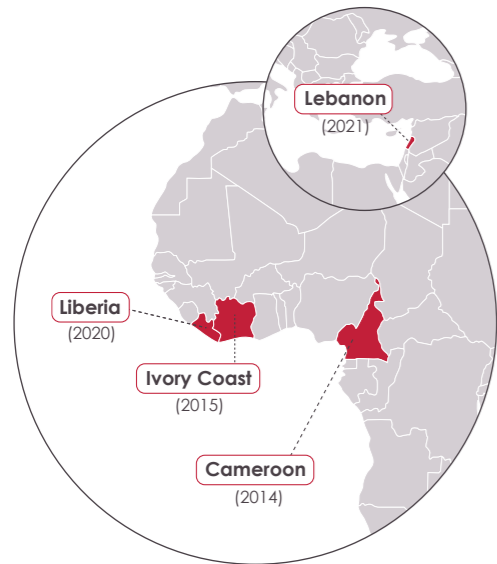 Lebanon
(2021)
Liberia
(2020)
Ivory Coast
(2015)
Cameroon
(2014)